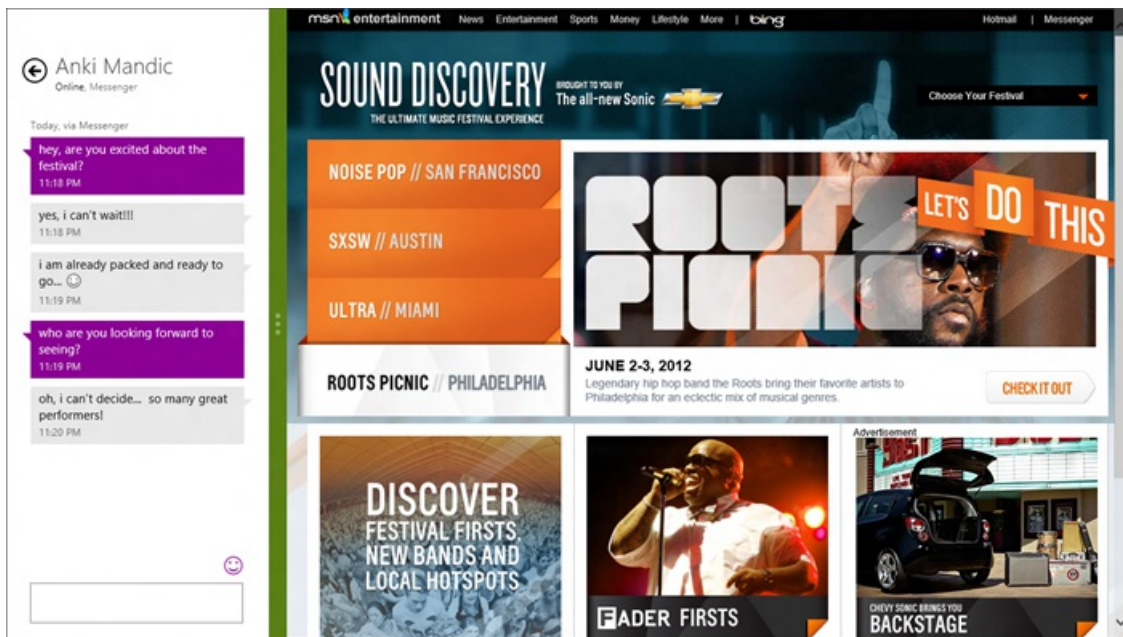 Anki Mandic
Online, Messenger
Today, via Messenger
hey, are you excited about the
festival?
11:18 PM
yes, i can't wait!!!
11:18 PM
i am already packed and ready to
go...
11:19 PM
who are you looking forward to
seeing?
11:19 PM
oh, i can't decide... so many great
performers!
11:20 PM
msn entertainment News Entertainment Sports Money Lifestyle More | bing Hotmail | Messenger
SOUND DISCOVERY
THE ULTIMATE MUSIC FESTIVAL EXPERIENCE
BROUGHT TO YOU BY
The all-new Sonic
Choose Your Festival
NOISE POP // SAN FRANCISCO
SXSW // AUSTIN
ULTRA // MIAMI
ROOTS PICNIC // PHILADELPHIA
ROOTS
PICNIC
LET'S DO THIS
JUNE 2-3, 2012
Legendary hip hop band the Roots bring their favorite artists to
Philadelphia for an eclectic mix of musical genres.
CHECK IT OUT
DISCOVER
FESTIVAL FIRSTS,
NEW BANDS AND
LOCAL HOTSPOTS
FADER FIRSTS
Advertisement
CHEVY SONIC BRINGS YOU
BACKSTAGE